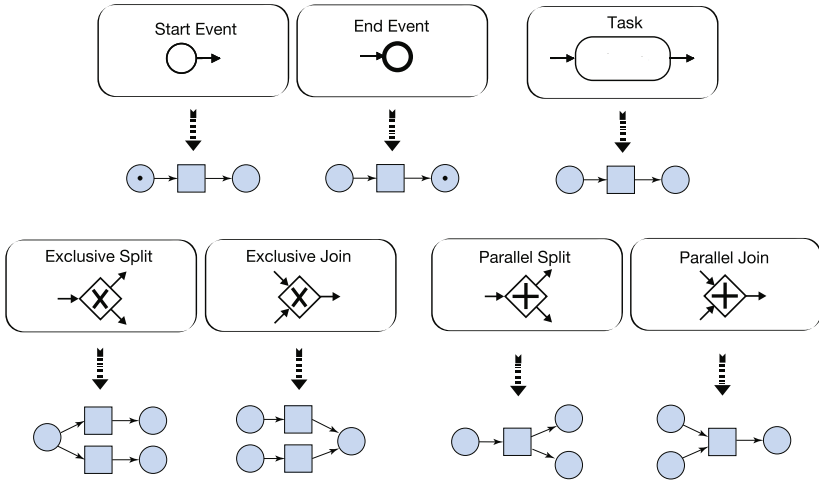 Start Event
End Event
Task
Exclusive Split
Exclusive Join
Parallel Split
Parallel Join